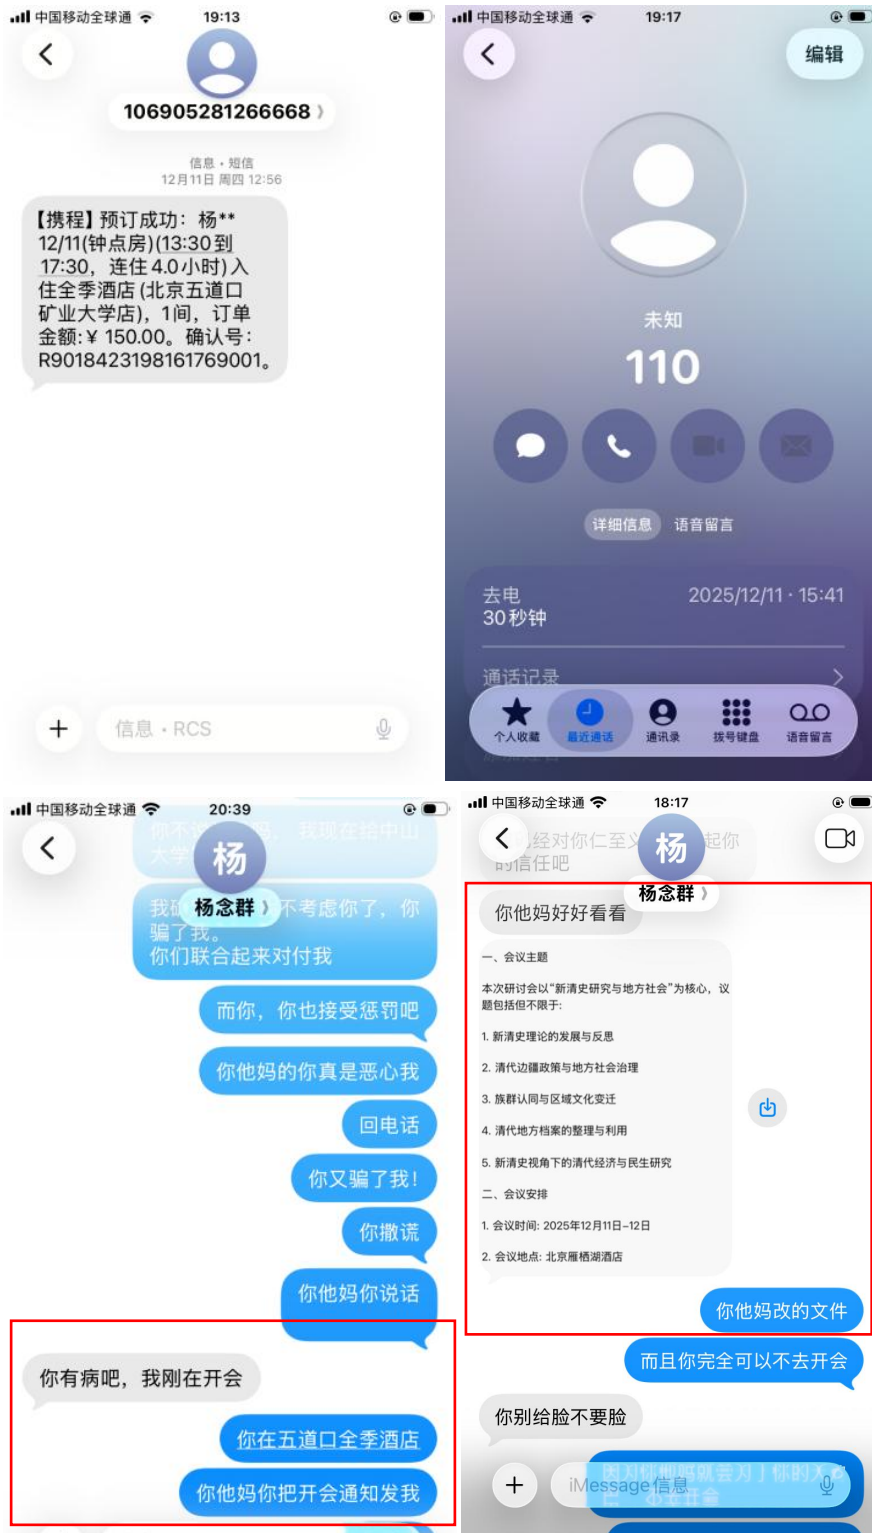 中国移动全球通
19:13
106905281266668
信息・短信
12月11日 周四 12:56
【携程】预订成功：杨**
12/11(钟点房)(13:30到
17:30，连住4.0小时)入
住全季酒店(北京五道口
矿业大学店)，1间，订单
金额:¥ 150.00。确认号：
R9018423198161769001。
信息・RCS
中国移动全球通
19:17
编辑
未知
110
详细信息 语音留言
去电
2025/12/11・15:41
30秒钟
通话记录
个人收藏
最近通话
通讯录
拨号键盘
语音留言
中国移动全球通
20:39
杨
杨念群
不考虑你了，你
骗了我。
你们联合起来对付我
而你，你也接受惩罚吧
你他妈的你真是恶心我
回电话
你又骗了我！
你撒谎
你他妈你说话
你有病吧，我刚在开会
你在五道口全季酒店
你他妈你把开会通知发我
中国移动全球通
18:17
经对你仁至义
起你
的信任吧
杨
杨念群
你他妈好好看看
一、会议主题
本次研讨会以“新清史研究与地方社会”为核心，议
题包括但不限于:
1. 新清史理论的发展与反思
2. 清代边疆政策与地方社会治理
3. 族群认同与区域文化变迁
4. 清代地方档案的整理与利用
5. 新清史视角下的清代经济与民生研究
二、会议安排
1. 会议时间: 2025年12月11日–12日
2. 会议地点: 北京雁栖湖酒店
你他妈改的文件
而且你完全可以不去开会
你别给脸不要脸
iMessage信息